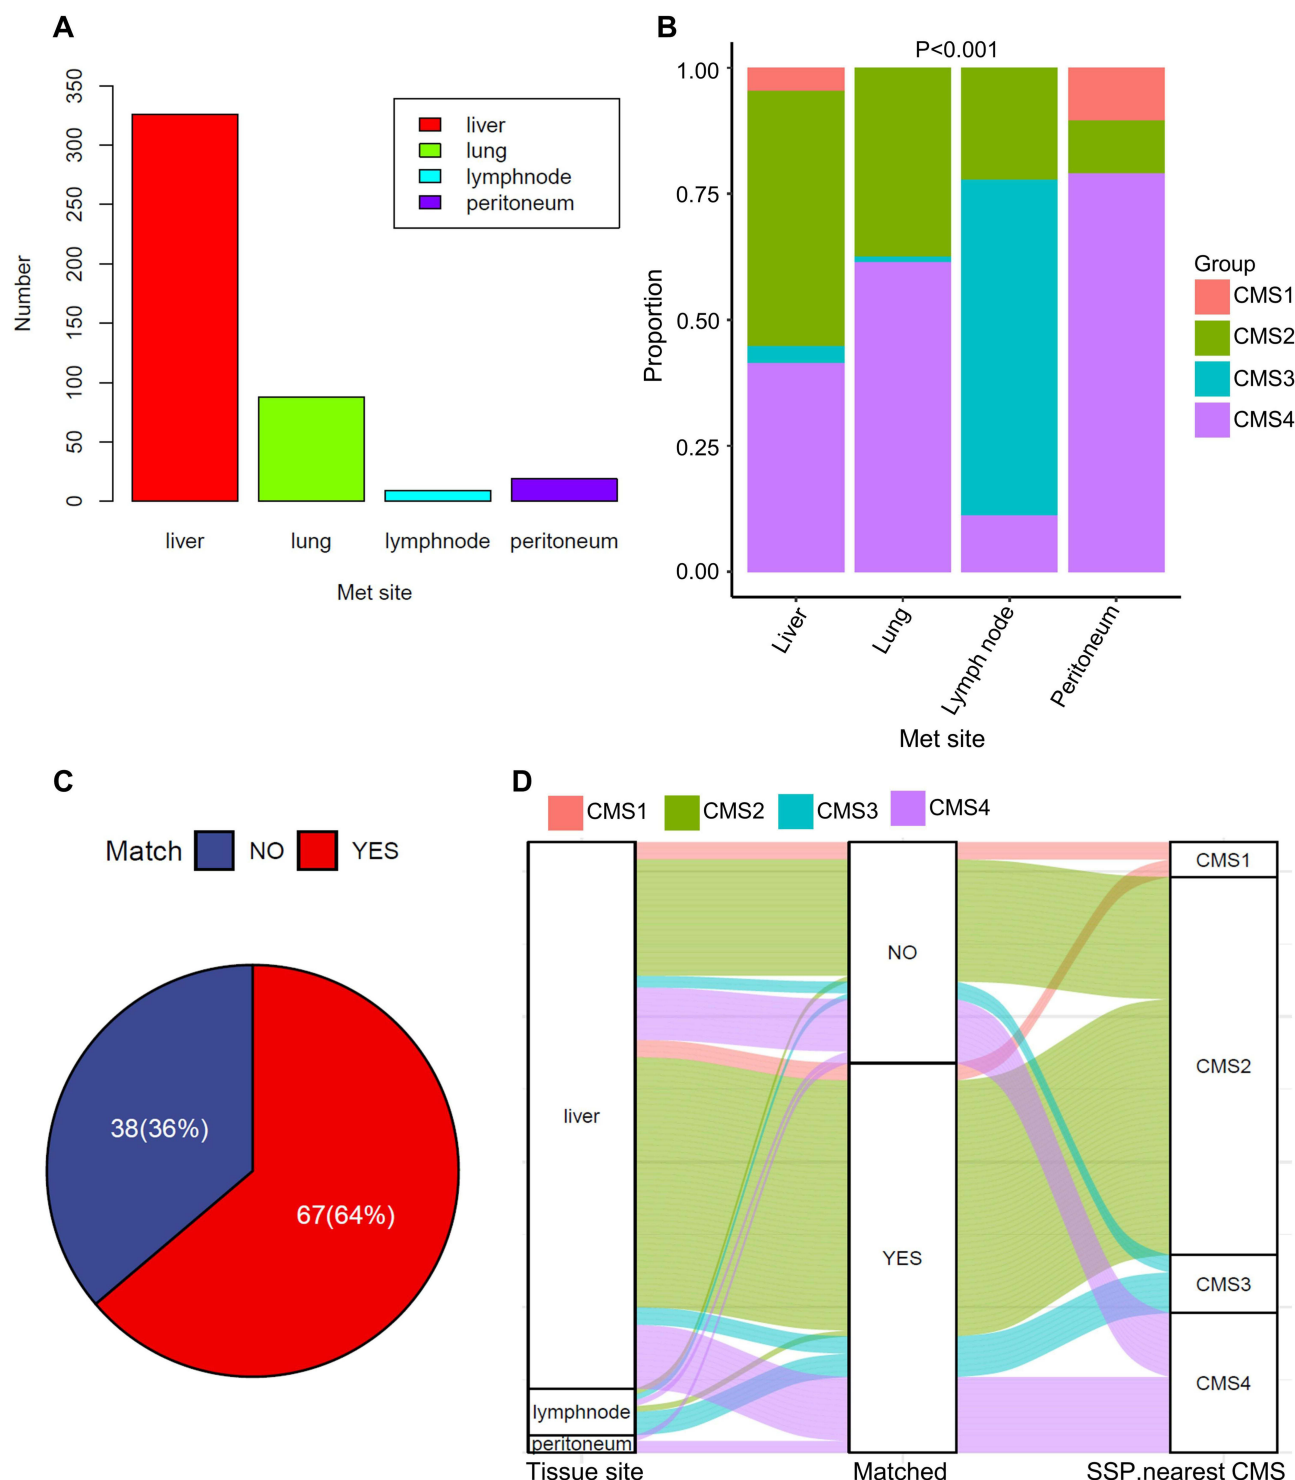 A
350
300
250
200
150
100
50
0
Number
liver
lung
lymphnode
peritoneum
liver
lung
lymphnode
peritoneum
Met site
B
P<0.001
1.00
0.75
0.50
0.25
0.00
Proportion
Group
CMS1
CMS2
CMS3
CMS4
Liver
Lung
Lymph node
Peritoneum
Met site
C
Match NO YES
38(36%)
67(64%)
D
CMS1 CMS2 CMS3 CMS4
liver
lymphnode
peritoneum
NO
YES
CMS1
CMS2
CMS3
CMS4
Tissue site
Matched
SSP.nearest CMS